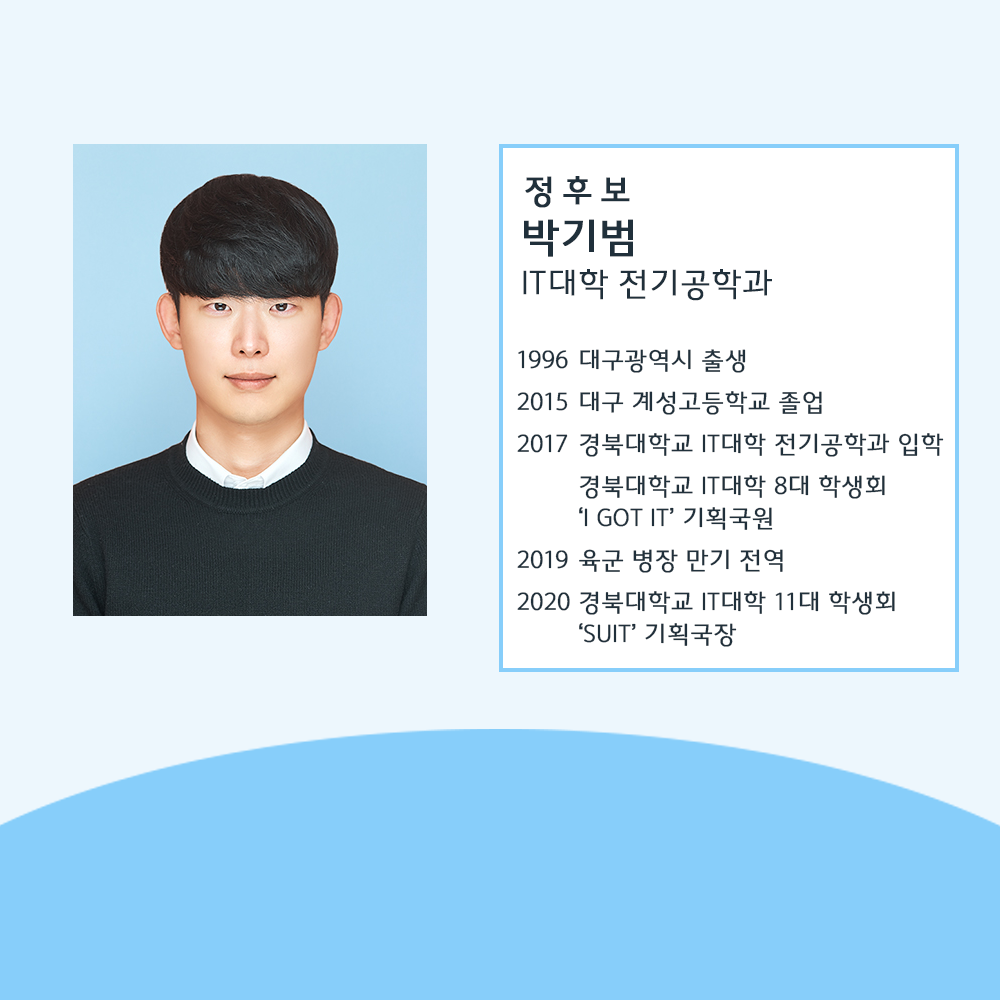 정후보
박기범
IT대학 전기공학과
1996 대구광역시 출생
2015 대구 계성고등학교 졸업
2017 경북대학교 IT대학 전기공학과 입학
경북대학교 IT대학 8대 학생회
‘I GOT IT’ 기획국원
2019 육군 병장 만기 전역
2020 경북대학교 IT대학 11대 학생회
‘SUIT’ 기획국장